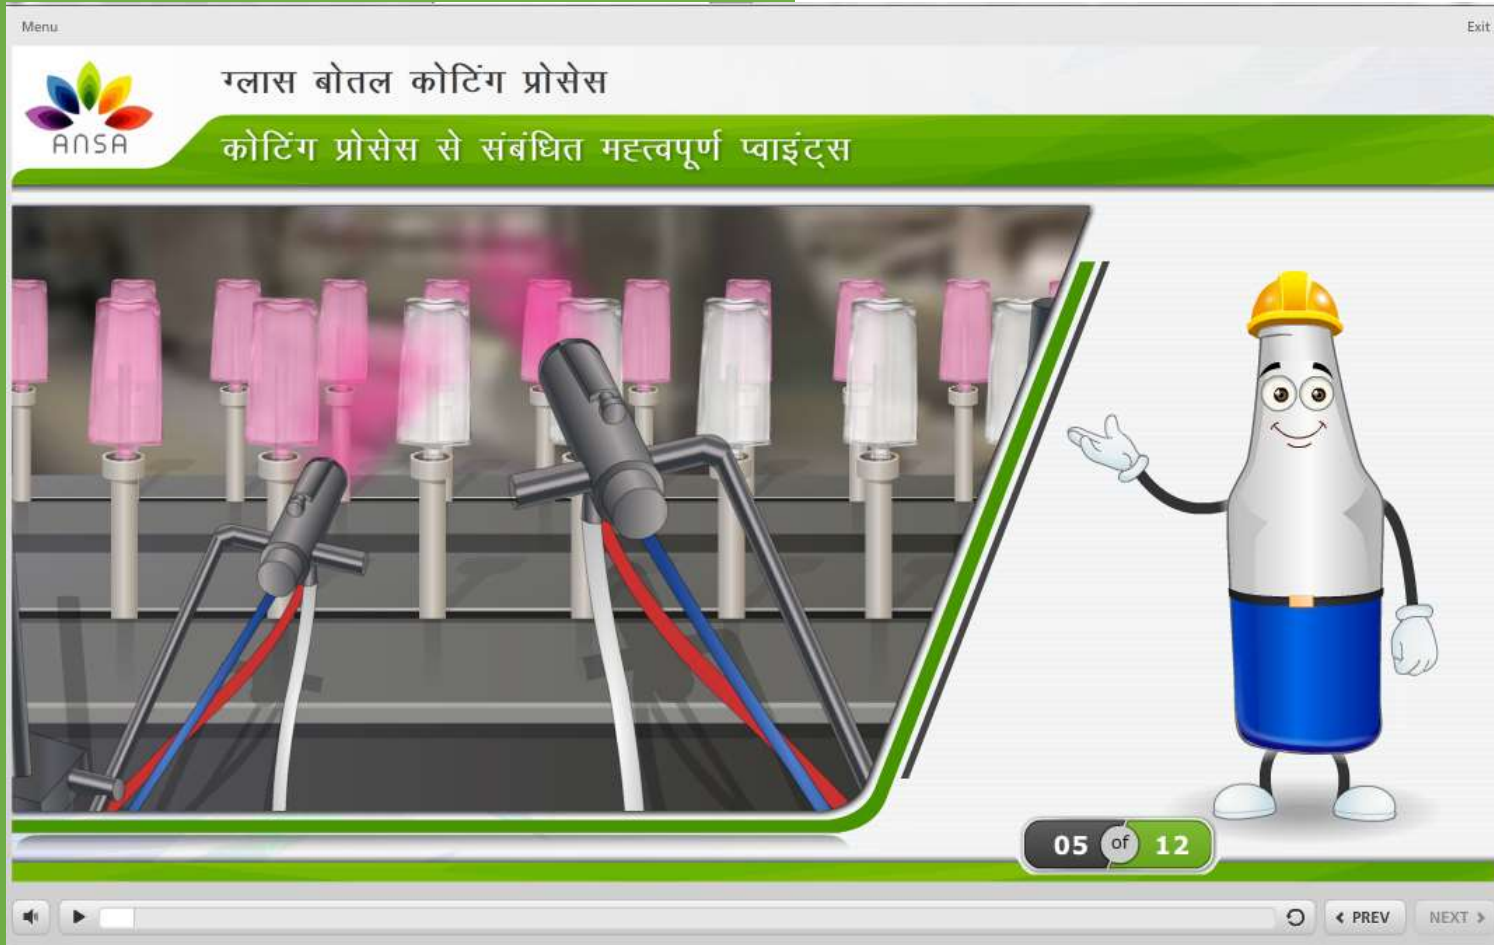 Menu
Exit
ANSA
ग्लास बोतल कोटिंग प्रोसेस
कोटिंग प्रोसेस से संबंधित महत्वपूर्ण प्वाइंट्स
05 of 12
PREV
NEXT